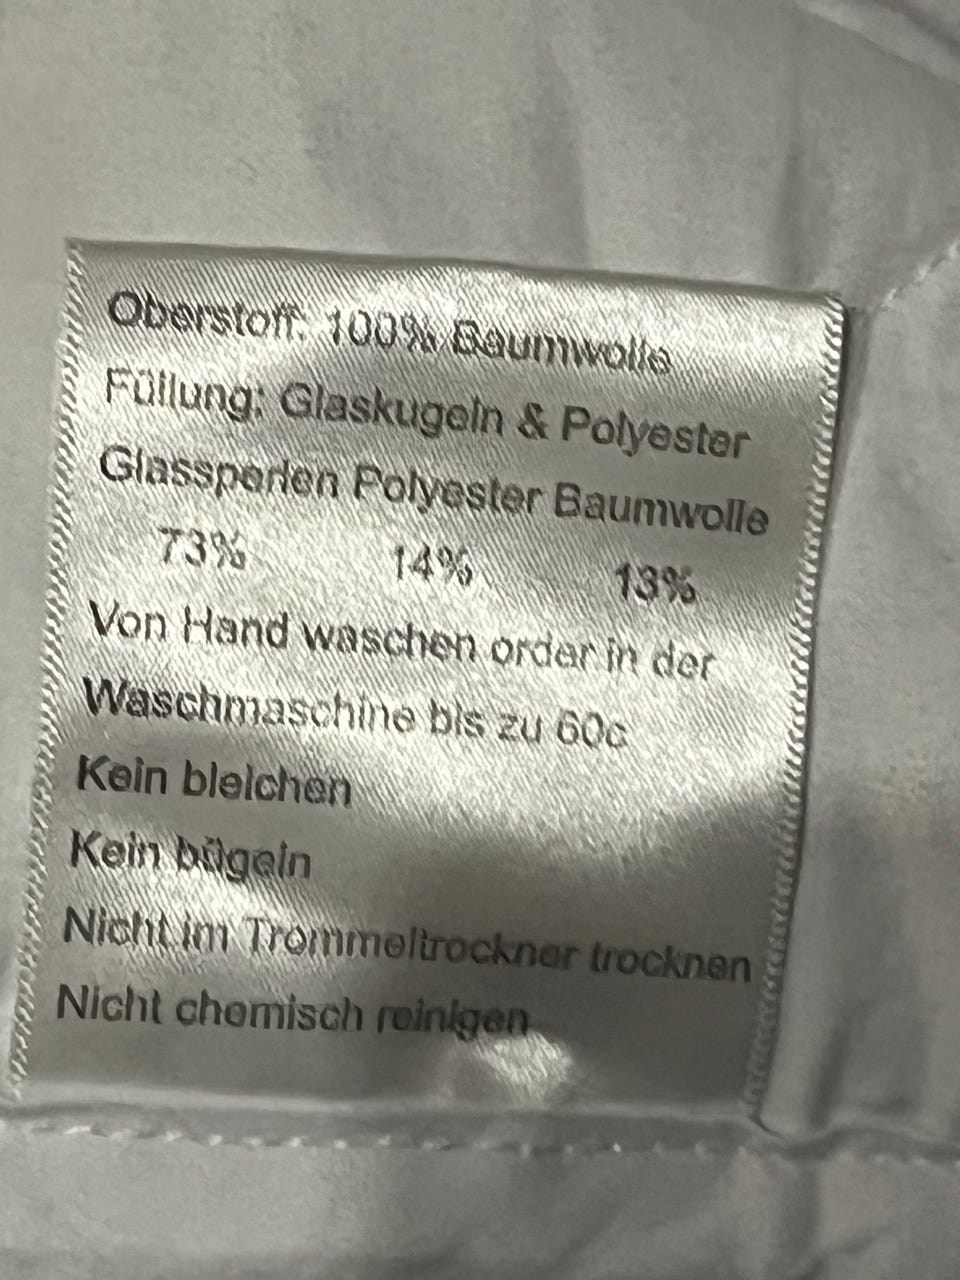 Oberstoff: 100% Baumwolle
Füllung: Glaskugeln & Polyester
Glassperlen Polyester Baumwolle
73% 14% 13%
Von Hand waschen order in der
Waschmaschine bis zu 60c
Kein bleichen
Kein bügeln
Nicht im Trommeltrockner trocknen
Nicht chemisch reinigen